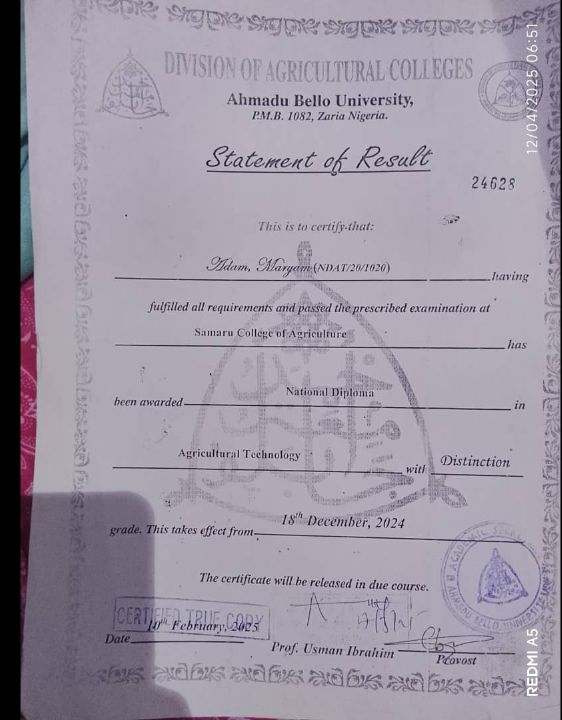 DIVISION OF AGRICULTURAL COLLEGES
Ahmadu Bello University,
P.M.B. 1082, Zaria Nigeria.
Statement of Result
24628
This is to certify that:
Adam, Maryam (NDAT/20/1020) having
fulfilled all requirements and passed the prescribed examination at
Samaru College of Agriculture has
been awarded National Diploma in
Agricultural Technology with Distinction
grade. This takes effect from 18th December, 2024
The certificate will be released in due course.
CERTIFIED TRUE COPY
Date 10th February, 2025
Prof. Usman Ibrahim
Provost
12/04/2025 06:51
REDMI A5